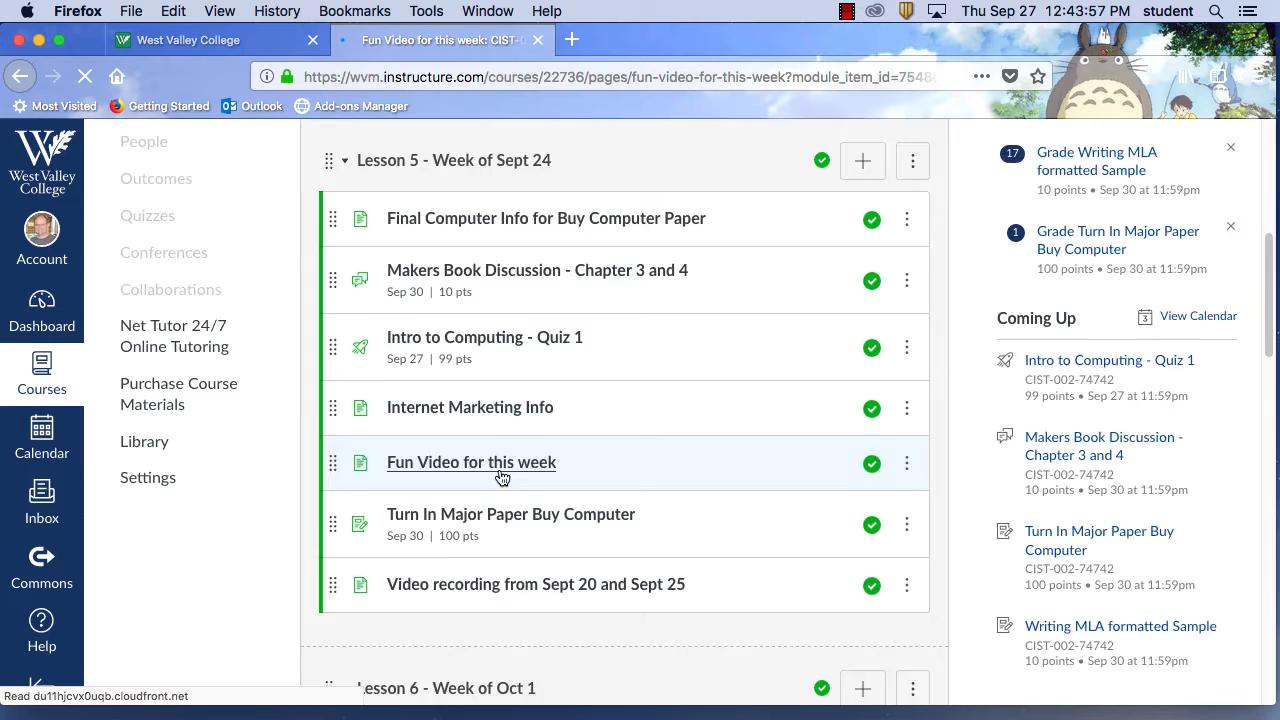 Firefox File Edit View History Bookmarks Tools Window Help Thu Sep 27 12:43:57 PM student
West Valley College
Fun Video for this week: CIST-
https://wvm.instructure.com/courses/22736/pages/fun-video-for-this-week?module_item_id=7548
Most Visited Getting Started Outlook Add-ons Manager
West Valley College
Account
Dashboard
Courses
Calendar
Inbox
Commons
Help
People
Outcomes
Quizzes
Conferences
Collaborations
Net Tutor 24/7
Online Tutoring
Purchase Course
Materials
Library
Settings
Lesson 5 - Week of Sept 24
Final Computer Info for Buy Computer Paper
Makers Book Discussion - Chapter 3 and 4
Sep 30 | 10 pts
Intro to Computing - Quiz 1
Sep 27 | 99 pts
Internet Marketing Info
Fun Video for this week
Turn In Major Paper Buy Computer
Sep 30 | 100 pts
Video recording from Sept 20 and Sept 25
Lesson 6 - Week of Oct 1
17
Grade Writing MLA
formatted Sample
10 points • Sep 30 at 11:59pm
1
Grade Turn In Major Paper
Buy Computer
100 points • Sep 30 at 11:59pm
Coming Up
3
View Calendar
Intro to Computing - Quiz 1
CIST-002-74742
99 points • Sep 27 at 11:59pm
Makers Book Discussion -
Chapter 3 and 4
CIST-002-74742
10 points • Sep 30 at 11:59pm
Turn In Major Paper Buy
Computer
CIST-002-74742
100 points • Sep 30 at 11:59pm
Writing MLA formatted Sample
CIST-002-74742
10 points • Sep 30 at 11:59pm
Read du11hjcvx0uqb.cloudfront.net